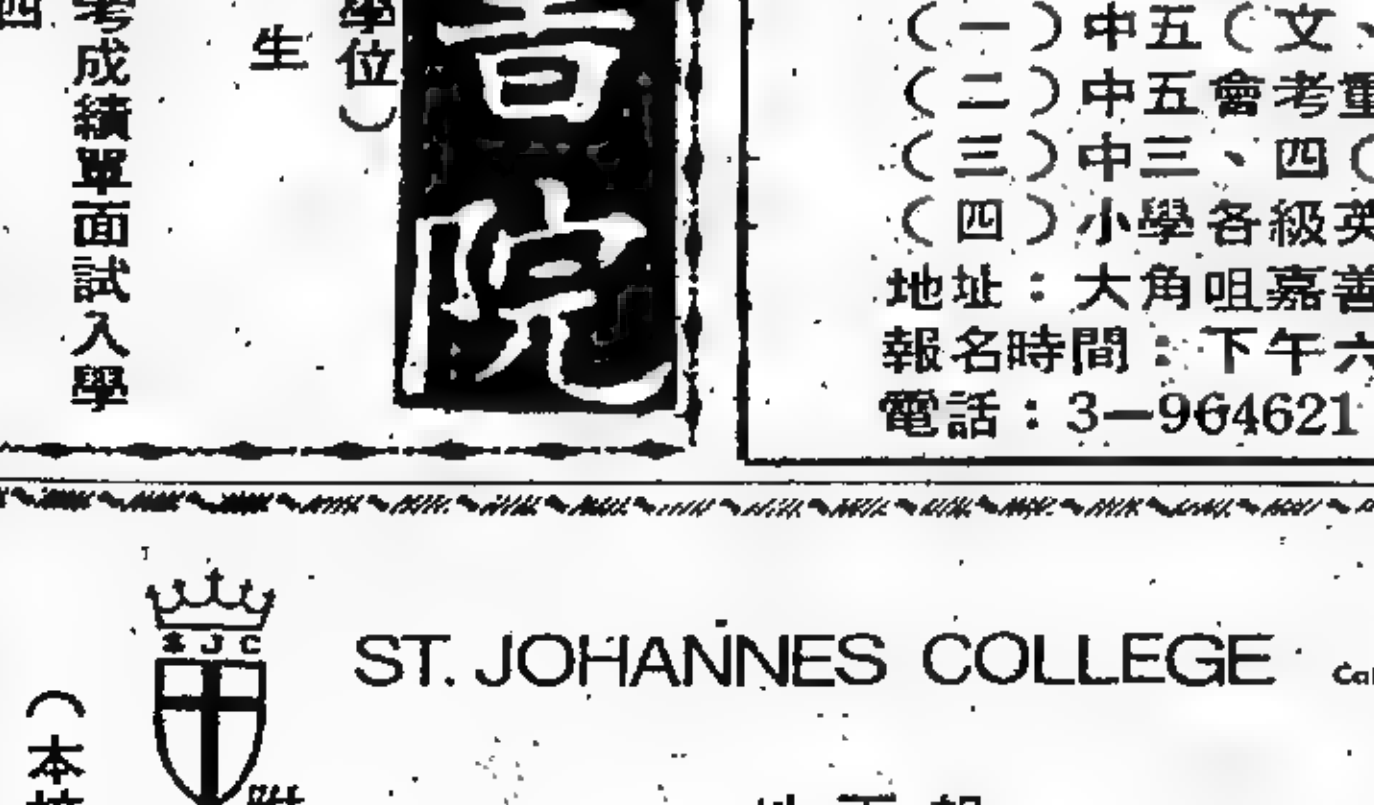 四
考成績單面試入學
生
學位）
院
（一）中五（文、
（二）中五會考重
（三）中三、四（
（四）小學各級英
地址：大角咀嘉善
報名時間：下午六
電話：3—964621
SJC
ST. JOHANNES COLLEGE
（本校
附